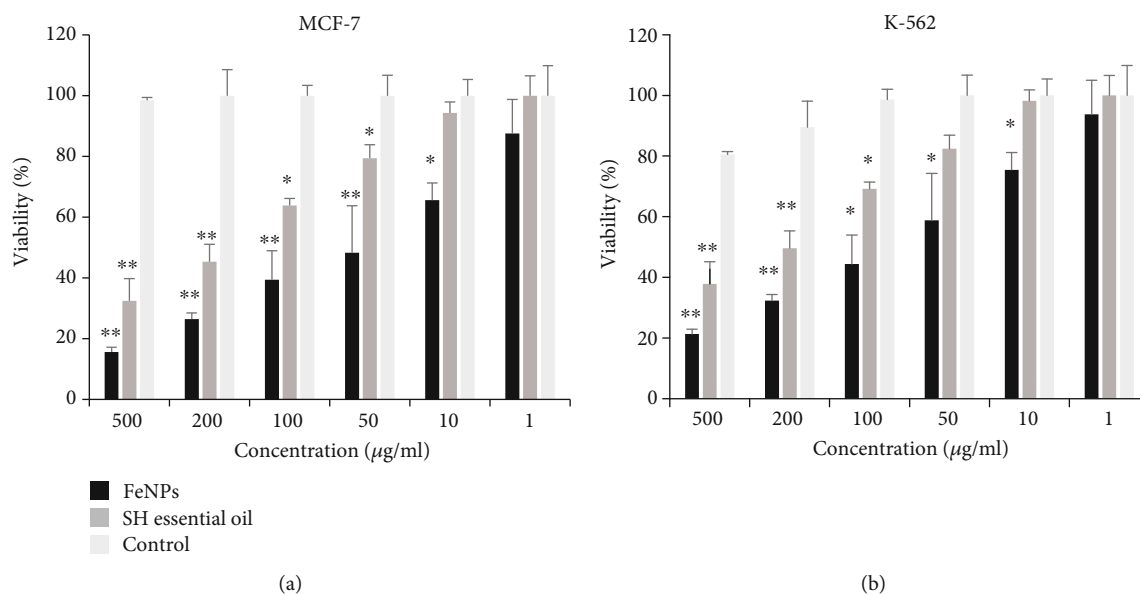 MCF-7
120
100
80
60
40
20
0
Viability (%)
** ** ** ** ** * ** * *
500 200 100 50 10 1
Concentration (µg/ml)
FeNPs
SH essential oil
Control
(a)
K-562
120
100
80
60
40
20
0
Viability (%)
** ** ** ** * * * *
500 200 100 50 10 1
Concentration (µg/ml)
(b)